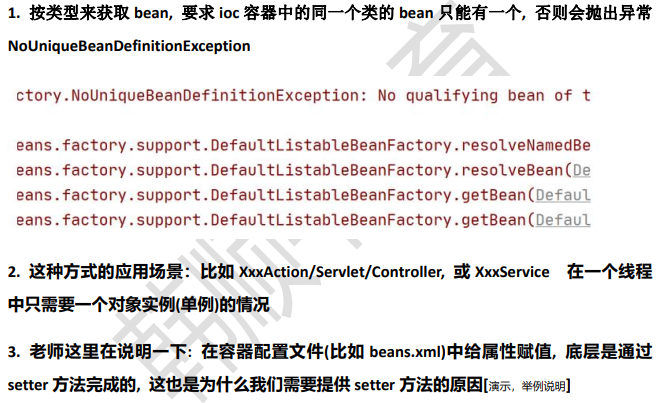 1. 按类型来获取 bean, 要求 ioc 容器中的同一个类的 bean 只能有一个, 否则会抛出异常
NoUniqueBeanDefinitionException
ctory.NoUniqueBeanDefinitionException: No qualifying bean of t
eans.factory.support.DefaultListableBeanFactory.resolveNamedBe
eans.factory.support.DefaultListableBeanFactory.resolveBean(De
eans.factory.support.DefaultListableBeanFactory.getBean(Defaul
eans.factory.support.DefaultListableBeanFactory.getBean(Defaul
2. 这种方式的应用场景：比如 XxxAction/Servlet/Controller, 或 XxxService 在一个线程
中只需要一个对象实例(单例)的情况
3. 老师这里在说明一下: 在容器配置文件(比如 beans.xml)中给属性赋值, 底层是通过
setter 方法完成的, 这也是为什么我们需要提供 setter 方法的原因[演示，举例说明]